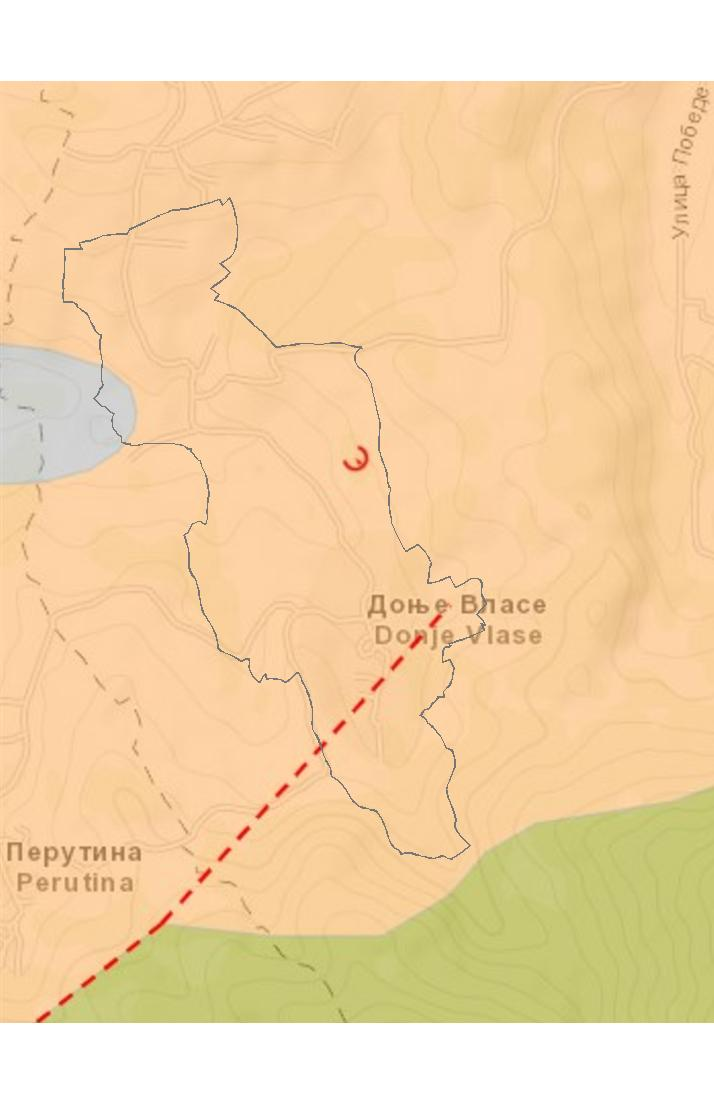 Улица Победе
Доње Власе
Donje Vlase
Перутина
Perutina